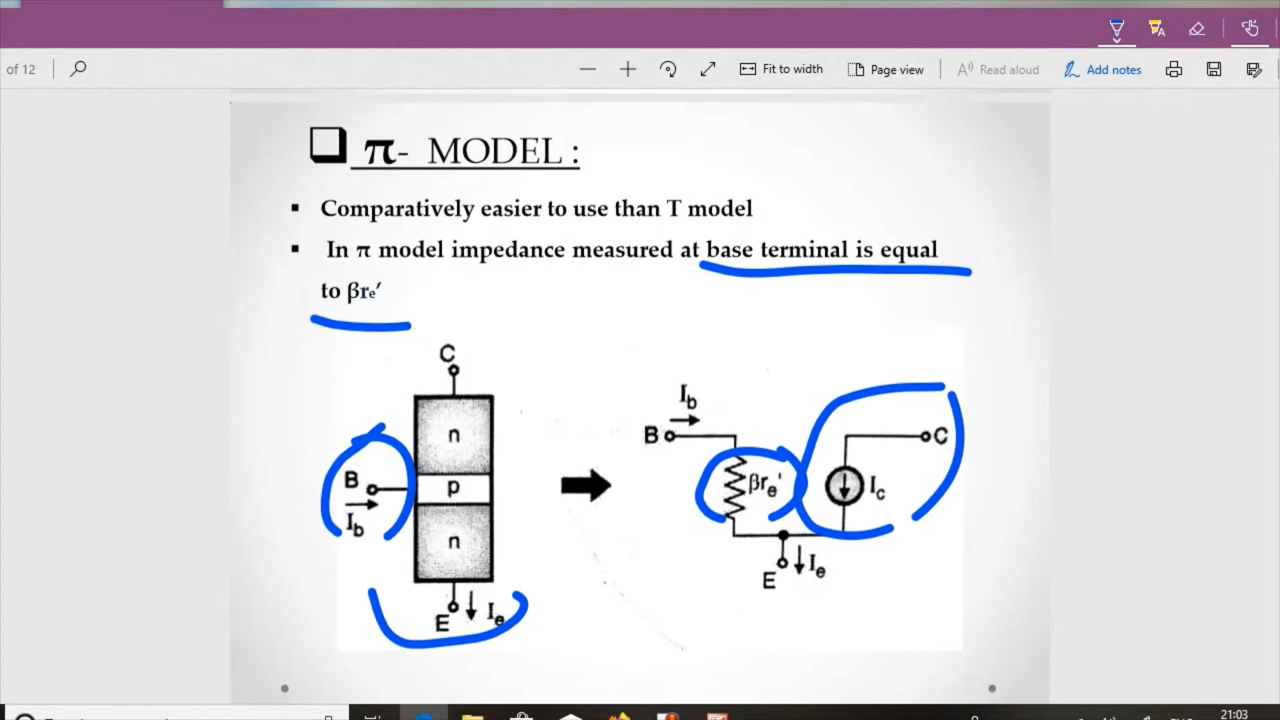 of 12
Fit to width
Page view
Read aloud
Add notes
π- MODEL :
Comparatively easier to use than T model
In π model impedance measured at base terminal is equal
to βre′
C
n
B
p
Ib
n
E
Ie
Ib
B
C
βre'
Ic
E
Ie
21:03